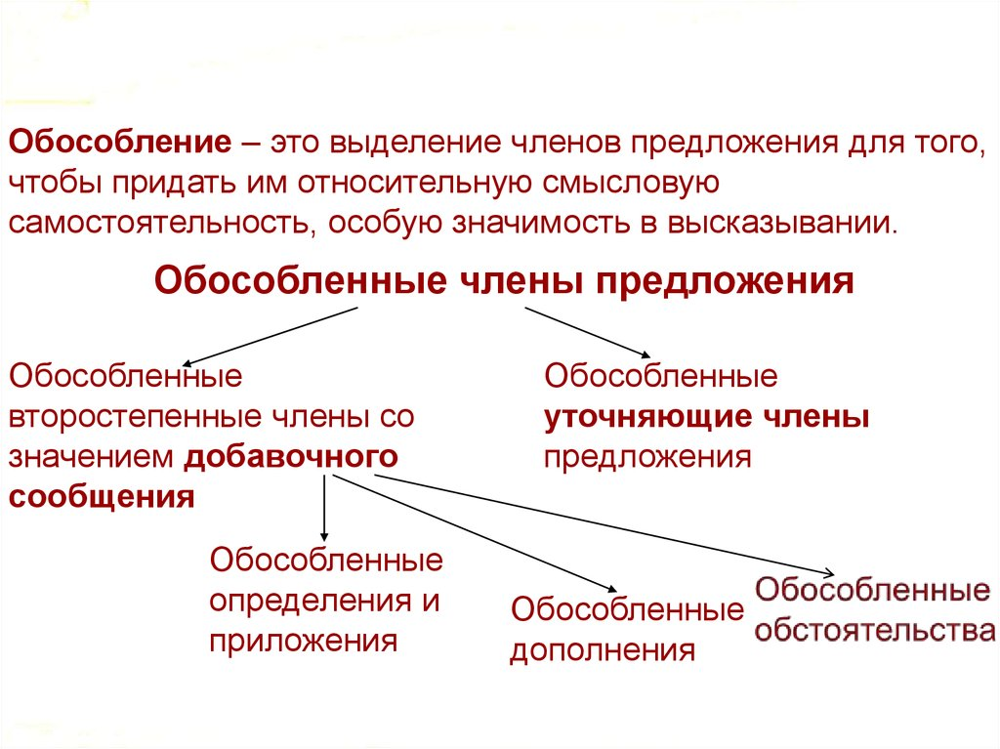 Обособление – это выделение членов предложения для того,
чтобы придать им относительную смысловую
самостоятельность, особую значимость в высказывании.
Обособленные члены предложения
Обособленные
второстепенные члены со
значением добавочного
сообщения
Обособленные
уточняющие члены
предложения
Обособленные
определения и
приложения
Обособленные
дополнения
Обособленные
обстоятельства